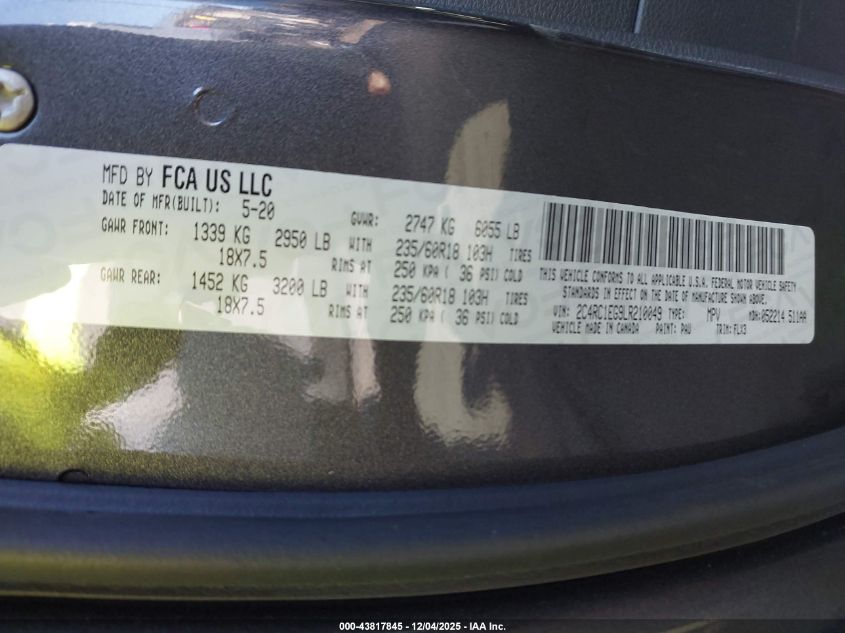 MFD BY FCA US LLC
DATE OF MFR(BUILT): 5-20 GVWR: 2747 KG 6055 LB
GAWR FRONT: 1339 KG 2950 LB WITH 235/60R18 103H TIRES
18X7.5 RIMS AT 250 KPA ( 36 PSI) COLD
GAWR REAR: 1452 KG 3200 LB WITH 235/60R18 103H TIRES
18X7.5 RIMS AT 250 KPA ( 36 PSI) COLD
THIS VEHICLE CONFORMS TO ALL APPLICABLE U.S.A. FEDERAL MOTOR VEHICLE SAFETY
STANDARDS IN EFFECT ON THE DATE OF MANUFACTURE SHOWN ABOVE.
VIN: 2C4RC1EG9LR210049 TYPE: MPV MDH: 052214 511AA
VEHICLE MADE IN CANADA PAINT: PAU TRIM: FLX3
000-43817845 - 12/04/2025 - IAA Inc.